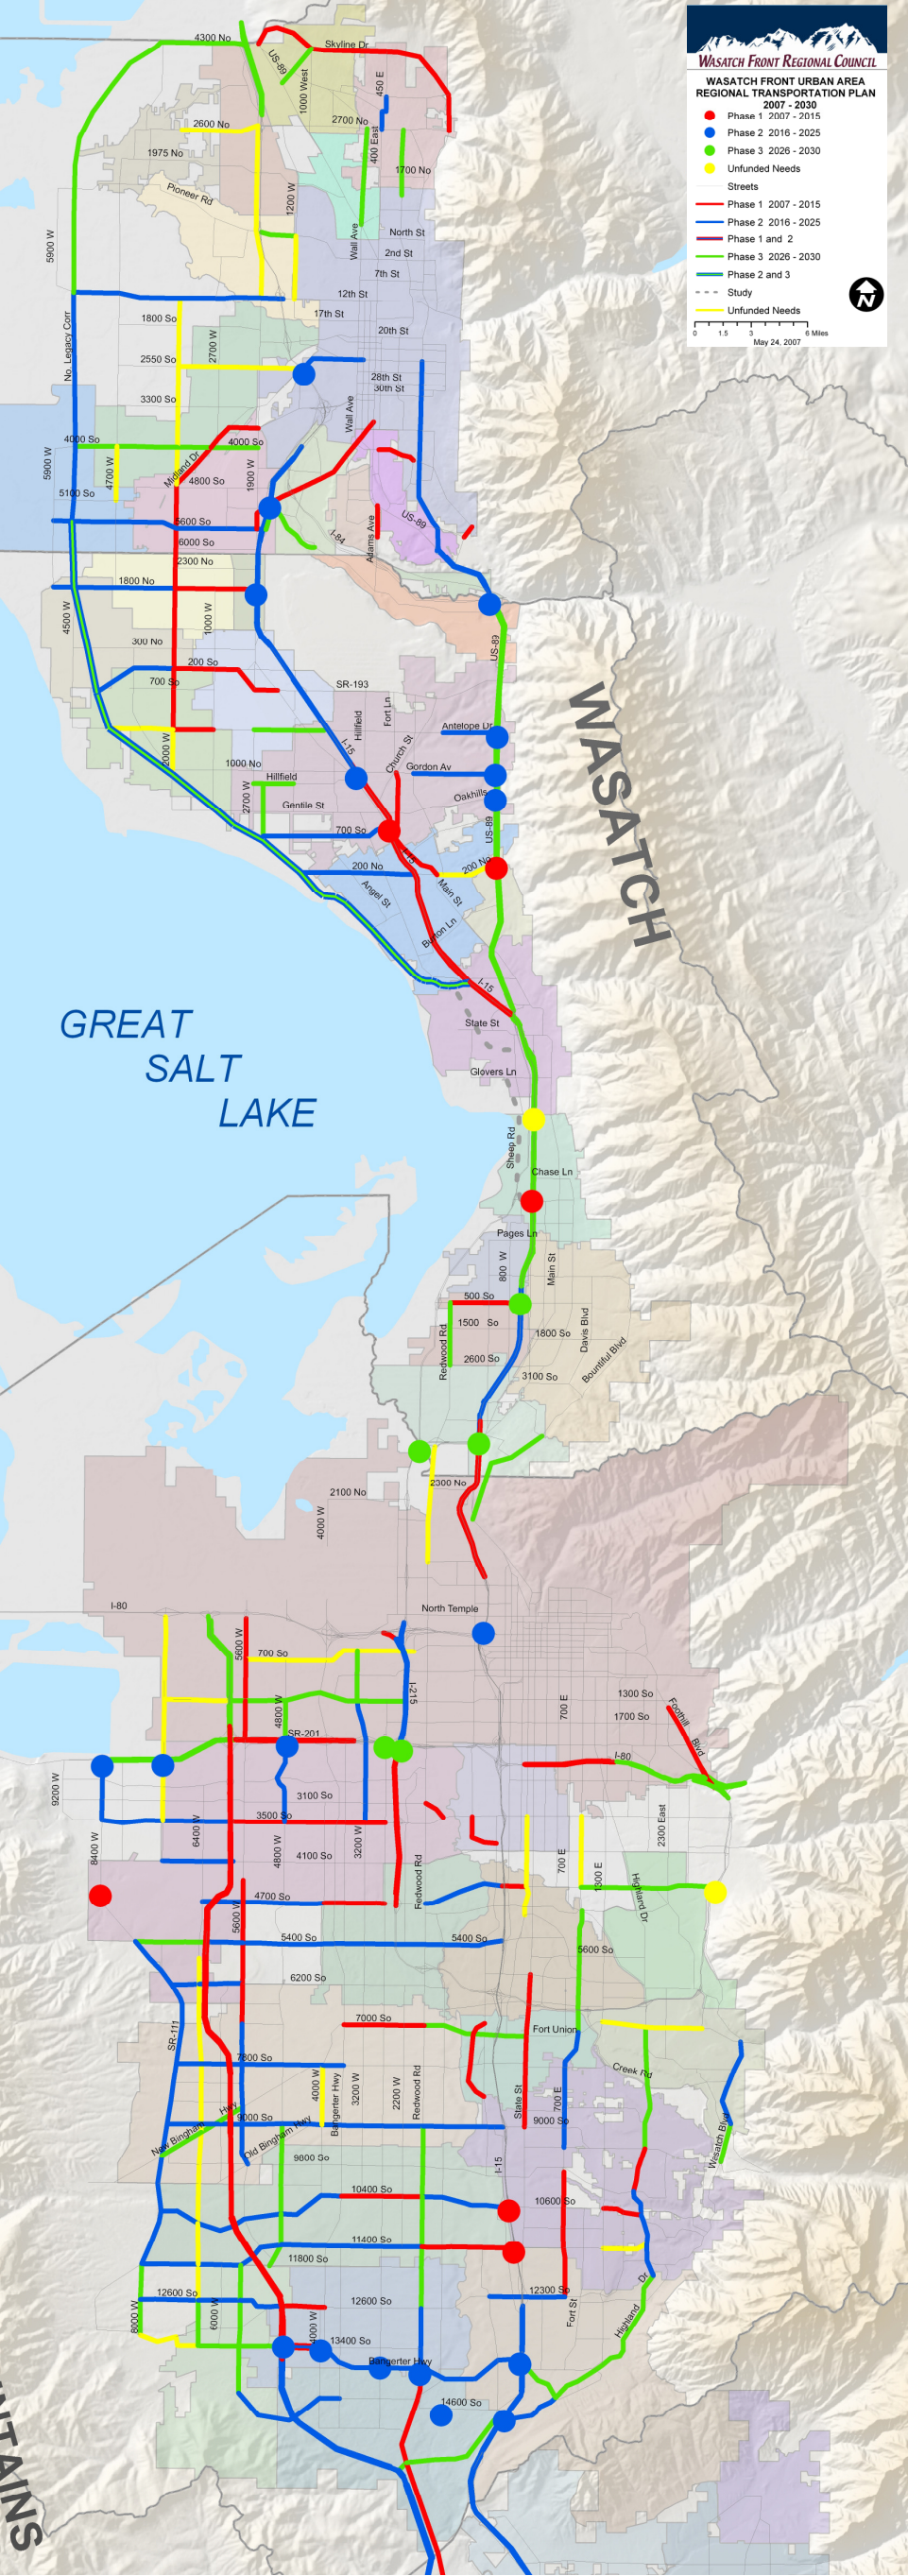 WASATCH FRONT REGIONAL COUNCIL
WASATCH FRONT URBAN AREA
REGIONAL TRANSPORTATION PLAN
2007 - 2030
Phase 1 2007 - 2015
Phase 2 2016 - 2025
Phase 3 2026 - 2030
Unfunded Needs
Streets
Phase 1 2007 - 2015
Phase 2 2016 - 2025
Phase 1 and 2
Phase 3 2026 - 2030
Phase 2 and 3
Study
Unfunded Needs
N
0 1.5 3 6 Miles
May 24, 2007
4300 No
Skyline Dr
US-89
1000 West
450 E
2600 No
2700 No
400 East
1975 No
1700 No
Pioneer Rd
1200 W
5900 W
Wall Ave
North St
2nd St
7th St
12th St
17th St
No. Legacy Corr
1800 So
2700 W
20th St
2550 So
28th St
30th St
3300 So
Wall Ave
4000 So
4000 So
5900 W
4700 W
Midland Dr
4800 So
1900 W
5100 So
US-89
5600 So
Adams Ave
I-84
6000 So
2300 No
1800 No
4500 W
1000 W
300 No
US-89
200 So
700 So
SR-193
Hillfield
Fort Ln
WASATCH
Antelope Dr
2000 W
I-15
Church St
1000 No
Gordon Av
Hillfield
2700 W
Oakhills
Gentile St
700 So
US-89
I-15
200 No
200 No
Angel St
Main St
Burton Ln
I-15
GREAT
SALT
LAKE
State St
Glovers Ln
Sheep Rd
Chase Ln
Pages Ln
800 W
Main St
500 So
1500 So
Redwood Rd
1800 So
Davis Blvd
2600 So
Bountiful Blvd
3100 So
2300 No
2100 No
4000 W
I-80
North Temple
5600 W
700 So
I-215
1300 So
4800 W
700 E
1700 So
Foothill Blvd
SR-201
I-80
9200 W
3100 So
3500 So
6400 W
2300 East
8400 W
4800 W
4100 So
3200 W
700 E
1300 E
Redwood Rd
Highland Dr
4700 So
5600 W
5400 So
5400 So
5600 So
6200 So
7000 So
Fort Union
SR-111
7800 So
Creek Rd
4000 W
Bangerter Hwy
3200 W
2200 W
Redwood Rd
State St
700 E
9000 So
9000 So
New Bingham Hwy
Old Bingham Hwy
Wasatch Blvd
9800 So
I-15
10400 So
10600 So
11400 So
11800 So
12300 So
12600 So
12600 So
8000 W
6000 W
4000 W
Fort St
Highland Dr
13400 So
Bangerter Hwy
14600 So
NTAINS